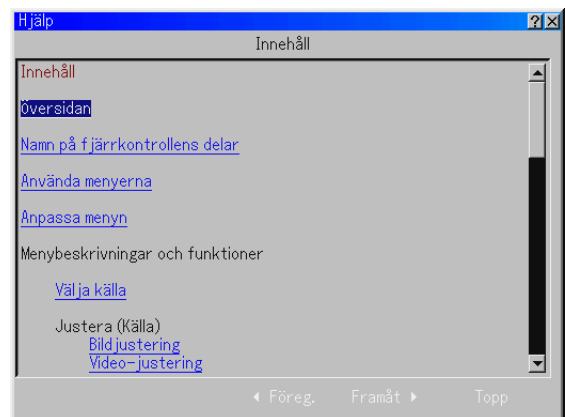 Hjälp
Innehåll
Innehåll
Översidan
Namn på fjärrkontrollens delar
Använda menyerna
Anpassa menyn
Menybeskrivningar och funktioner
Välja källa
Justera (Källa)
Bildjustering
Video-justering
Föreg. Framåt Topp